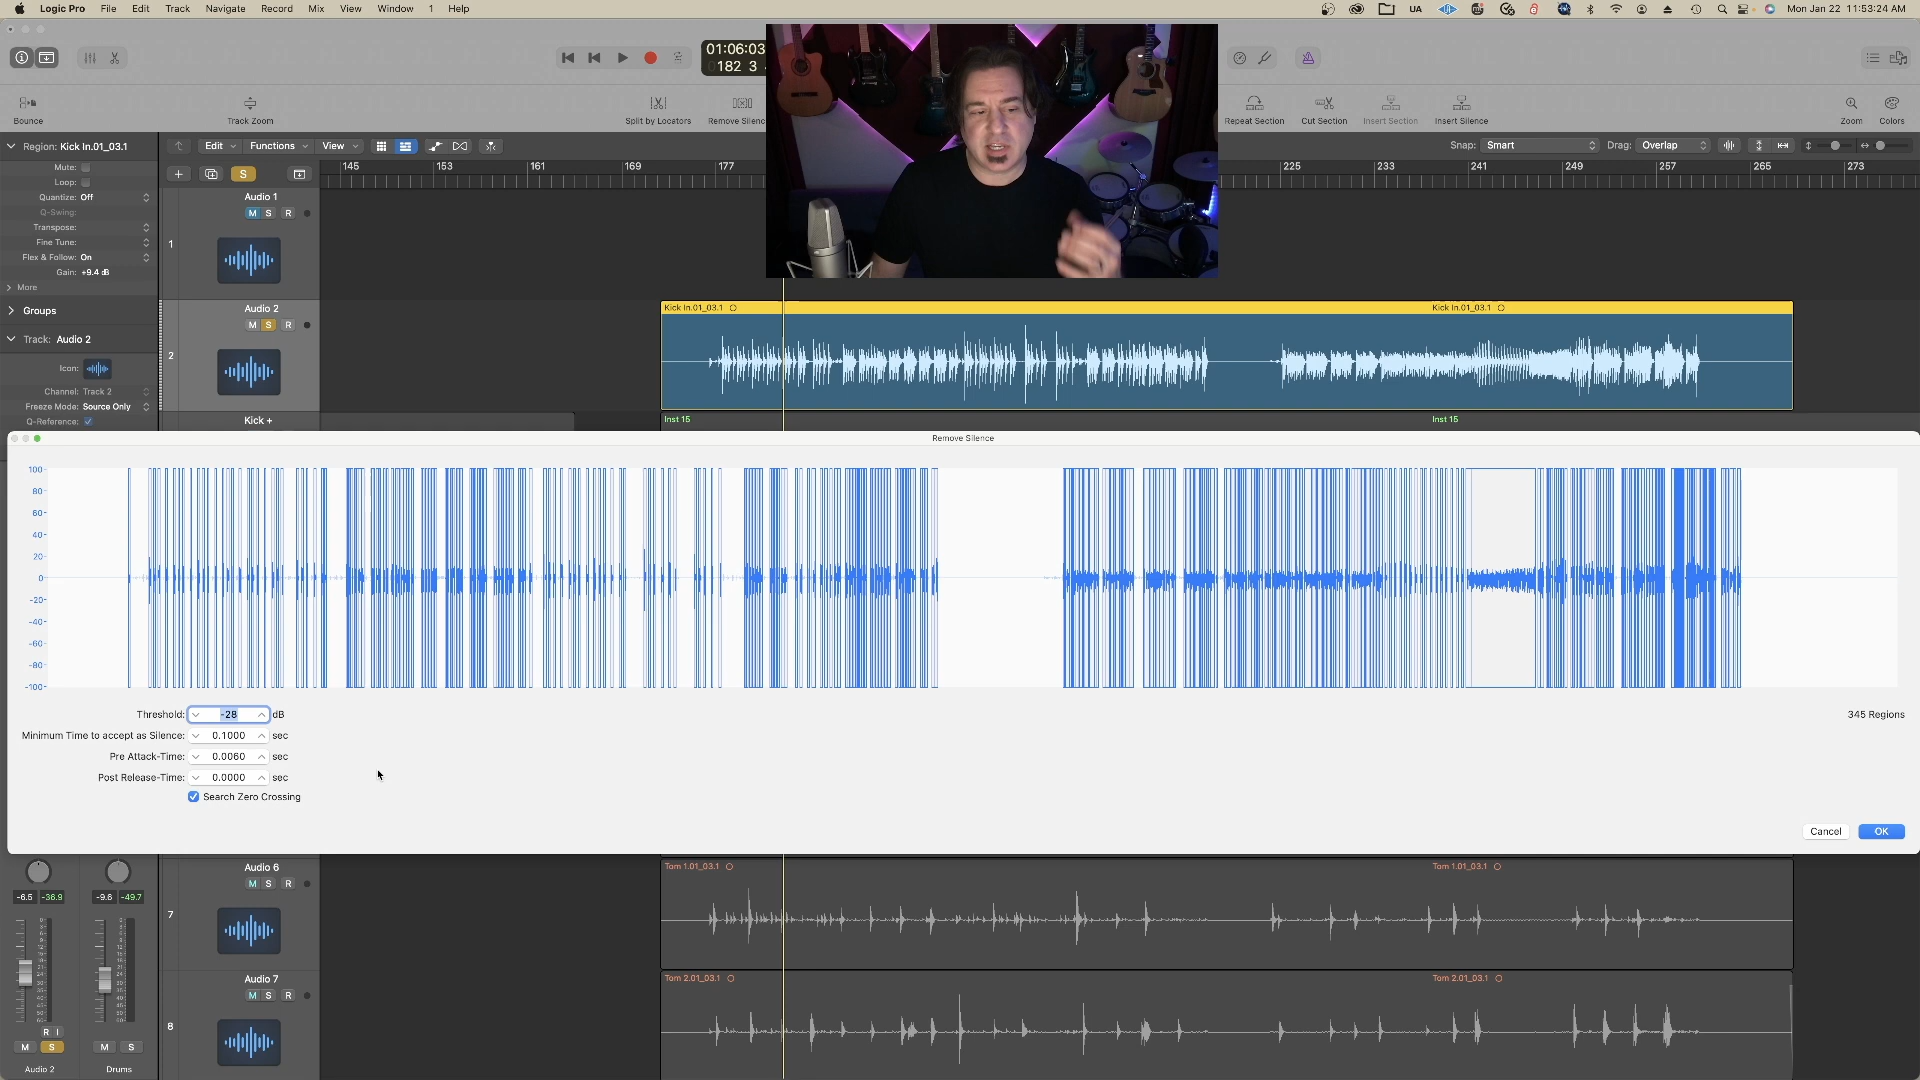 Logic Pro File Edit Track Navigate Record Mix View Window 1 Help
UA
Mon Jan 22 11:53:24 AM
01:06:03
182 3
Bounce
Track Zoom
Split by Locators
Remove Silenc
Repeat Section
Cut Section
Insert Section
Insert Silence
Zoom
Colors
Region: Kick In.01_03.1
Edit
Functions
View
Snap: Smart
Drag: Overlap
Mute:
Loop:
Quantize: Off
Q-Swing:
Transpose:
Fine Tune:
Flex & Follow: On
Gain: +9.4 dB
More
Groups
Track: Audio 2
Icon:
Channel: Track 2
Freeze Mode: Source Only
Q-Reference:
S
145 153 161 169 177 225 233 241 249 257 265 273
Audio 1
M S R
1
Audio 2
M S R
2
Kick +
Kick In.01_03.1
Kick In.01_03.1
Inst 15
Inst 15
Remove Silence
100
80
60
40
20
0
-20
-40
-60
-80
-100
Threshold: -28 dB
345 Regions
Minimum Time to accept as Silence: 0.1000 sec
Pre Attack-Time: 0.0060 sec
Post Release-Time: 0.0000 sec
Search Zero Crossing
Cancel
OK
Audio 6
M S R
7
Tom 1.01_03.1
Tom 1.01_03.1
-6.5 -36.9
-9.6 -49.7
Audio 7
M S R
8
Tom 2.01_03.1
Tom 2.01_03.1
R I
M S
M S
Audio 2
Drums